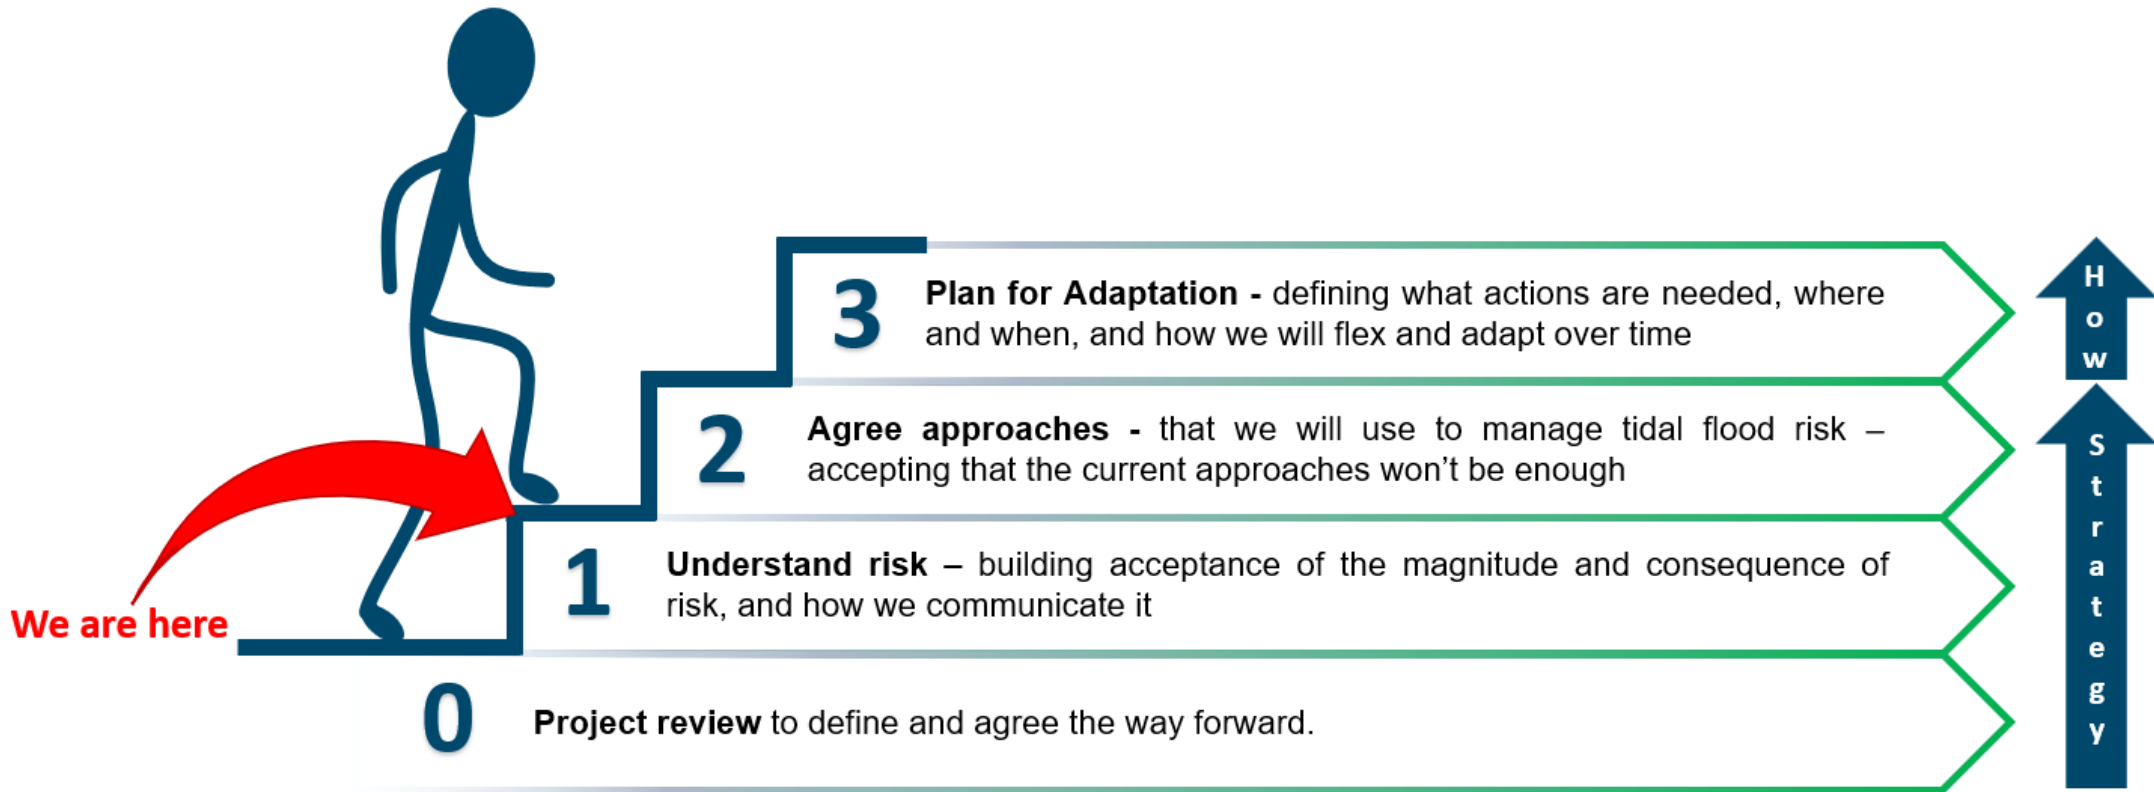 3
Plan for Adaptation - defining what actions are needed, where
and when, and how we will flex and adapt over time
2
Agree approaches - that we will use to manage tidal flood risk –
accepting that the current approaches won't be enough
1
Understand risk – building acceptance of the magnitude and consequence of
risk, and how we communicate it
We are here
0
Project review to define and agree the way forward.
How
Strategy